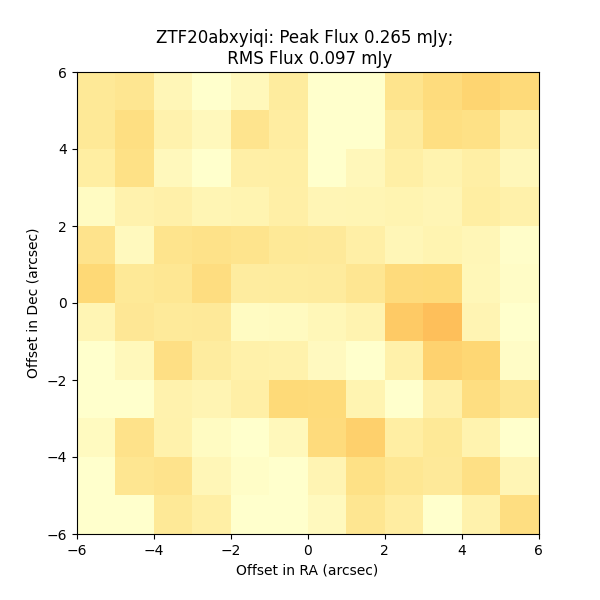 ZTF20abxyiqi: Peak Flux 0.265 mJy;
RMS Flux 0.097 mJy
6
4
2
0
−2
−4
−6
Offset in Dec (arcsec)
−6 −4 −2 0 2 4 6
Offset in RA (arcsec)